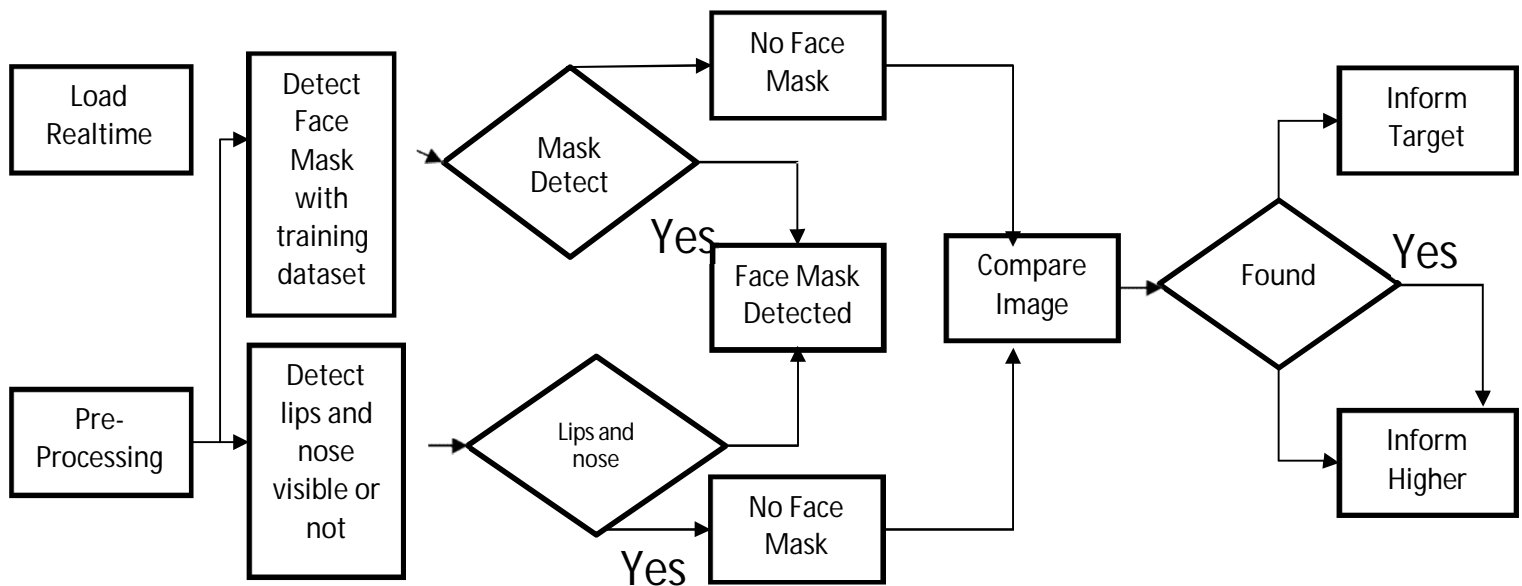 Load
Realtime
Pre-
Processing
Detect
Face
Mask
with
training
dataset
Detect
lips and
nose
visible or
not
Mask
Detect
Yes
Lips and
nose
Yes
No Face
Mask
Face Mask
Detected
No Face
Mask
Compare
Image
Found
Yes
Inform
Target
Inform
Higher